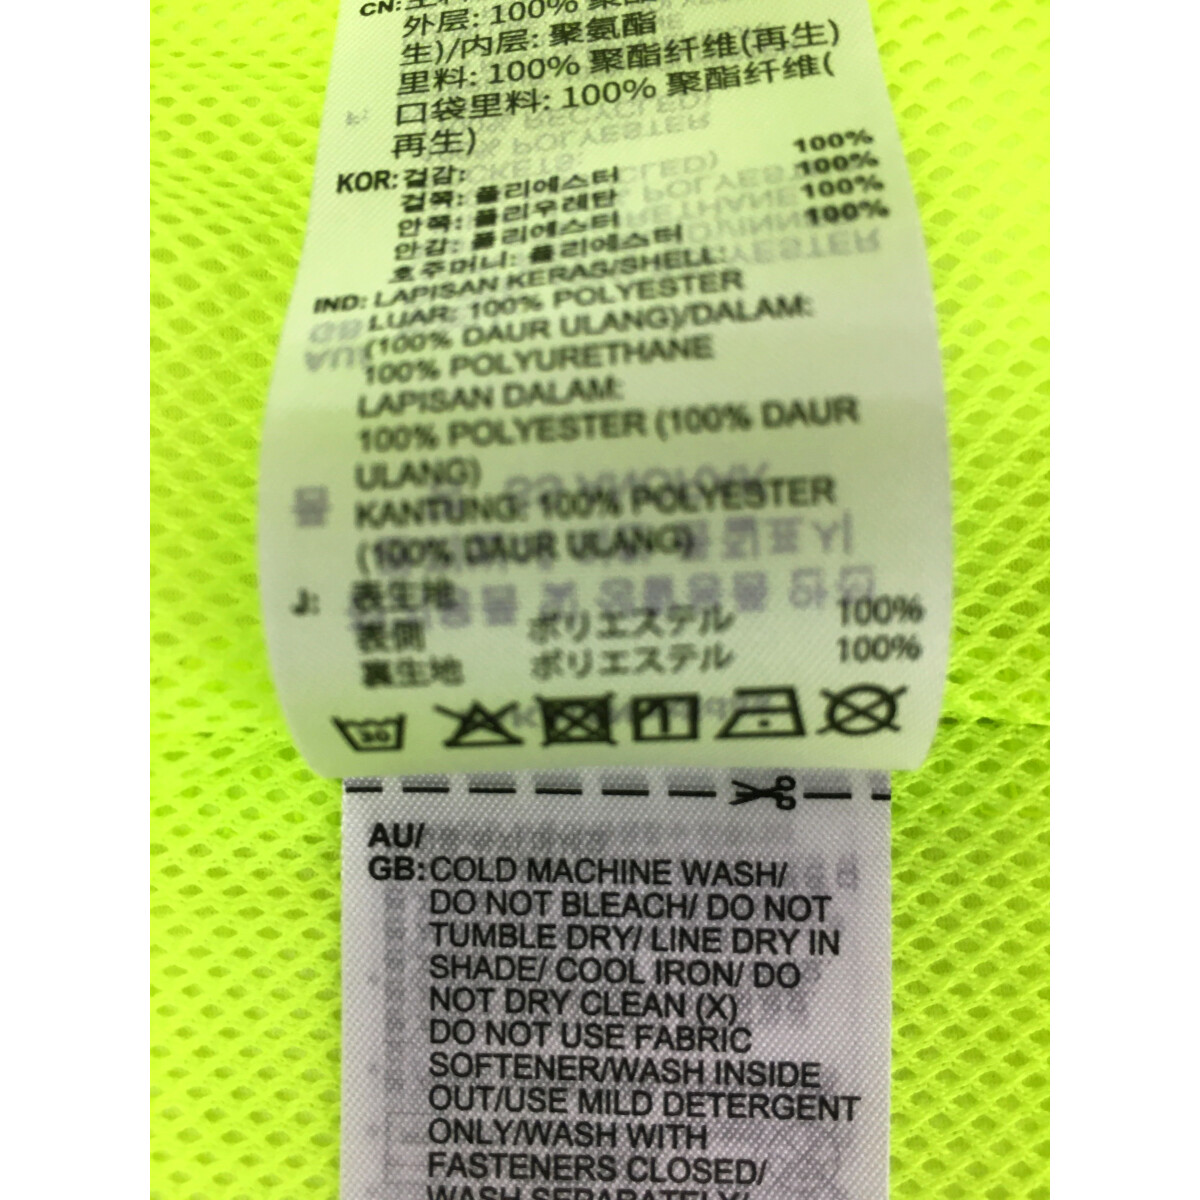 CN:
外层: 100%
生)/内层: 聚氨酯
里料: 100% 聚酯纤维(再生)
口袋里料: 100% 聚酯纤维(
再生)
KOR: 겉감:
겉쪽: 폴리에스터 100%
안쪽: 폴리우레탄 100%
안감: 폴리에스터 100%
호주머니: 폴리에스터 100%
IND: LAPISAN KERAS/SHELL:
LUAR: 100% POLYESTER
(100% DAUR ULANG)/DALAM:
100% POLYURETHANE
LAPISAN DALAM:
100% POLYESTER (100% DAUR
ULANG)
KANTUNG: 100% POLYESTER
(100% DAUR ULANG)
J: 表生地
表側 ポリエステル 100%
裏生地 ポリエステル 100%
30
AU/
GB: COLD MACHINE WASH/
DO NOT BLEACH/ DO NOT
TUMBLE DRY/ LINE DRY IN
SHADE/ COOL IRON/ DO
NOT DRY CLEAN (X)
DO NOT USE FABRIC
SOFTENER/WASH INSIDE
OUT/USE MILD DETERGENT
ONLY/WASH WITH
FASTENERS CLOSED/
WASH SEPARATELY/